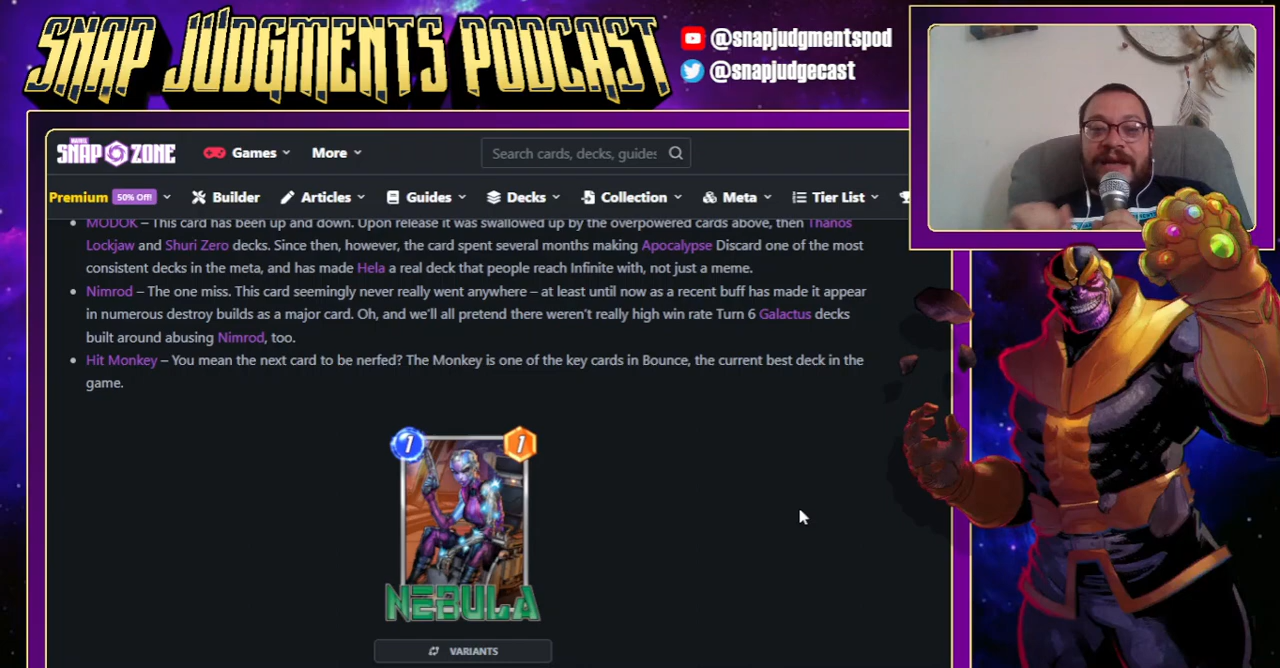 SNAP JUDGMENTS PODCAST
@snapjudgmentspod
@snapjudgecast
MARVEL SNAP ZONE
Games
More
Search cards, decks, guides
Premium 50% Off!
Builder
Articles
Guides
Decks
Collection
Meta
Tier List
MODOK – This card has been up and down. Upon release it was swallowed up by the overpowered cards above, then Thanos
Lockjaw and Shuri Zero decks. Since then, however, the card spent several months making Apocalypse Discard one of the most
consistent decks in the meta, and has made Hela a real deck that people reach Infinite with, not just a meme.
Nimrod – The one miss. This card seemingly never really went anywhere – at least until now as a recent buff has made it appear
in numerous destroy builds as a major card. Oh, and we'll all pretend there weren't really high win rate Turn 6 Galactus decks
built around abusing Nimrod, too.
Hit Monkey – You mean the next card to be nerfed? The Monkey is one of the key cards in Bounce, the current best deck in the
game.
1
1
NEBULA
VARIANTS